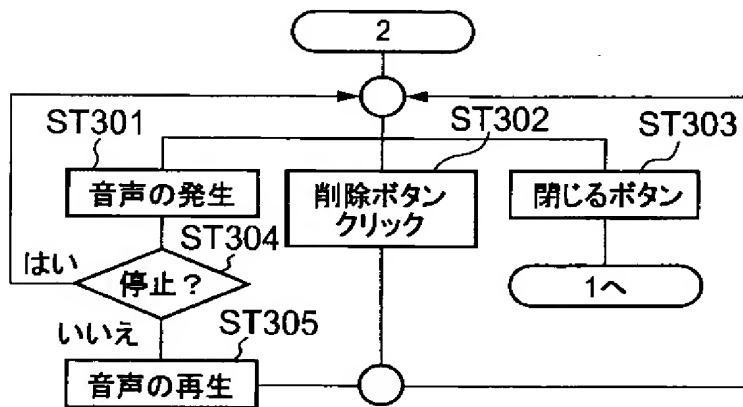 2
ST301
ST302
ST303
音声の発生
削除ボタン
クリック
閉じるボタン
ST304
はい
停止?
1へ
いいえ
ST305
音声の再生